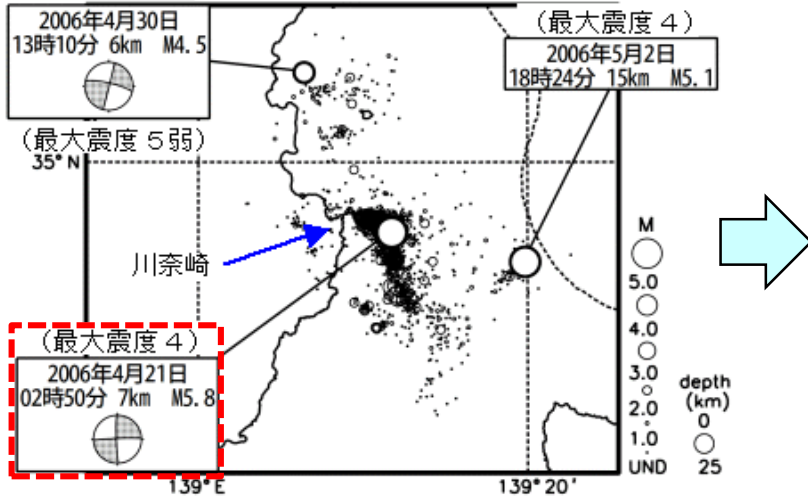 2006年4月30日
13時10分 6km M4.5
(最大震度5弱)
(最大震度4)
2006年5月2日
18時24分 15km M5.1
35°N
川奈崎
(最大震度4)
2006年4月21日
02時50分 7km M5.8
139°E
139°20'
M
5.0
4.0
3.0
2.0
1.0
UND
depth
(km)
0
25